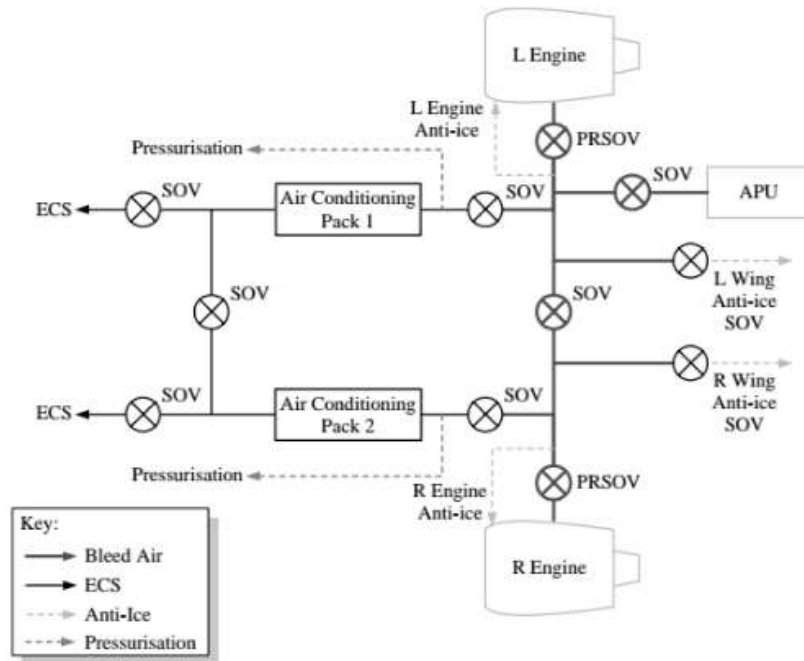 L Engine
L Engine
Anti-ice
PRSOV
Pressurisation
SOV
APU
ECS
SOV
Air Conditioning
Pack 1
SOV
L Wing
Anti-ice
SOV
SOV
SOV
R Wing
Anti-ice
SOV
ECS
SOV
Air Conditioning
Pack 2
SOV
Pressurisation
R Engine
Anti-ice
PRSOV
R Engine
Key:
Bleed Air
ECS
Anti-Ice
Pressurisation